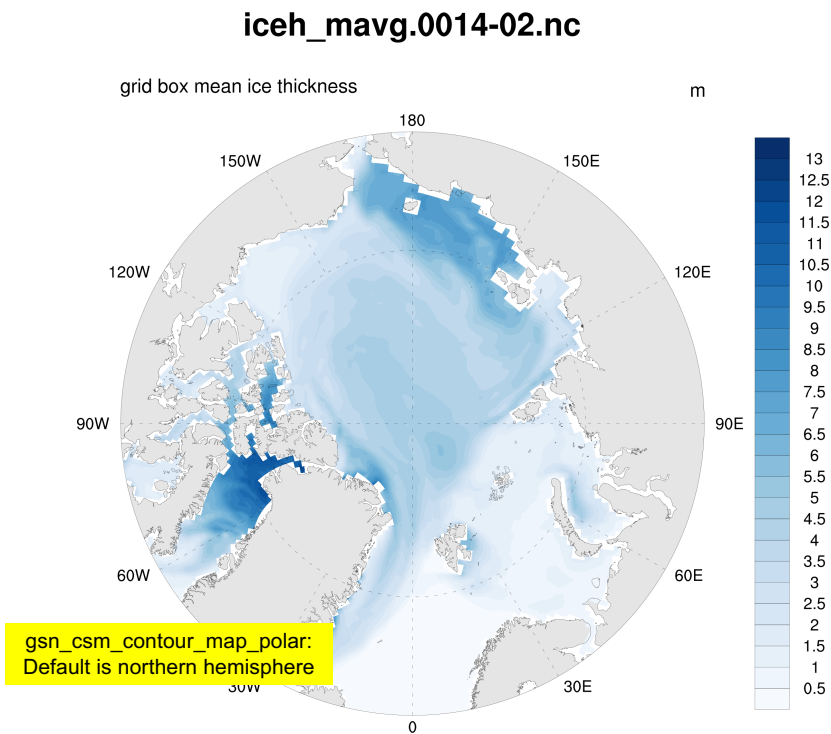 iceh_mavg.0014-02.nc
grid box mean ice thickness
m
180
150W
150E
120W
120E
90W
90E
60W
60E
30W
30E
0
13
12.5
12
11.5
11
10.5
10
9.5
9
8.5
8
7.5
7
6.5
6
5.5
5
4.5
4
3.5
3
2.5
2
1.5
1
0.5
gsn_csm_contour_map_polar:
Default is northern hemisphere